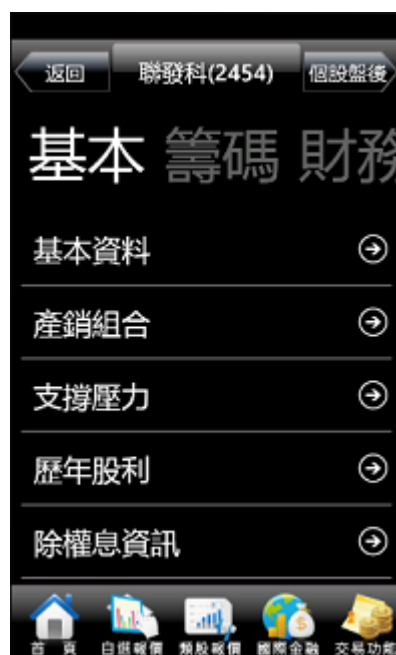 返回 聯發科(2454) 個股盤後
基本 籌碼 財務
基本資料
產銷組合
支撐壓力
歷年股利
除權息資訊
首 頁 自選報價 類股報價 國際金融 交易功能